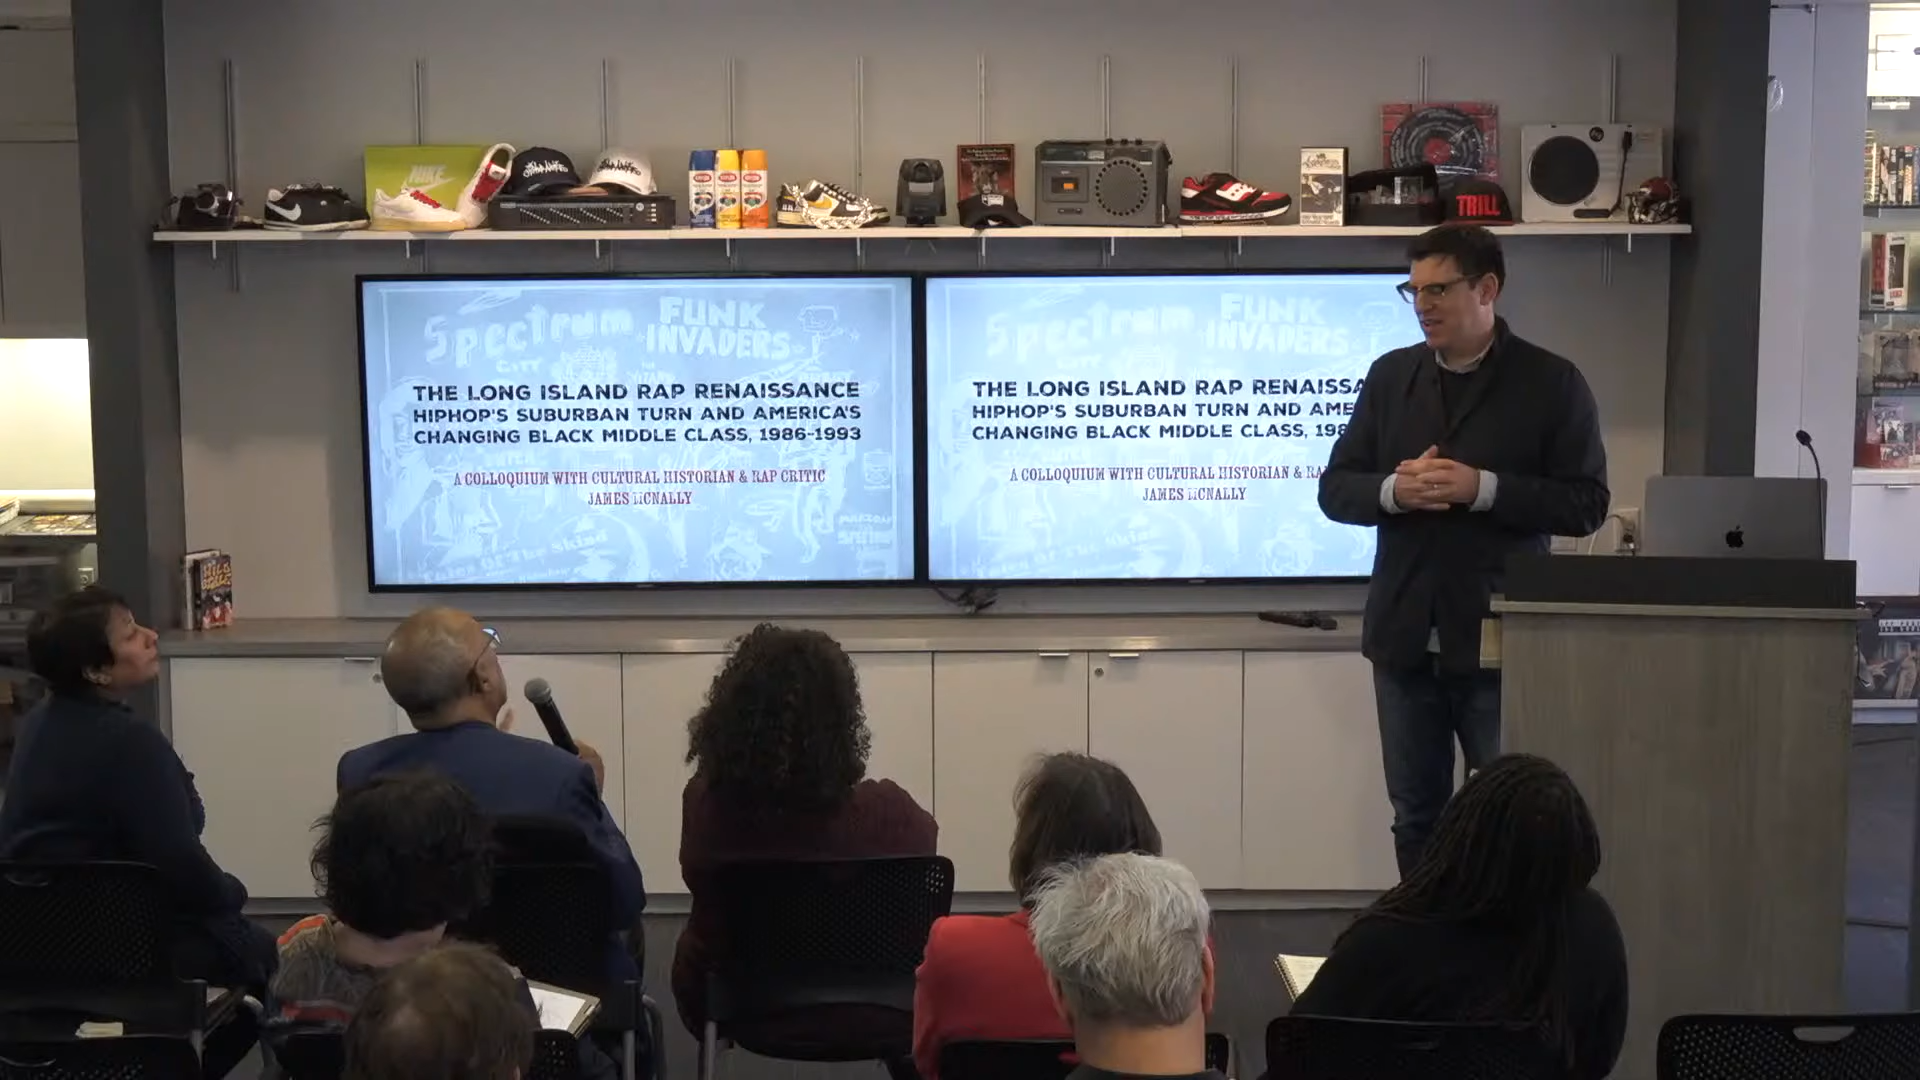 NIKE
TRILL
Spectrum
CITY
FUNK
INVADERS
THE LONG ISLAND RAP RENAISSANCE
HIPHOP'S SUBURBAN TURN AND AMERICA'S
CHANGING BLACK MIDDLE CLASS, 1986-1993
A COLLOQUIUM WITH CULTURAL HISTORIAN & RAP CRITIC
JAMES MCNALLY
Spectrum
CITY
FUNK
INVADERS
THE LONG ISLAND RAP RENAISSA
HIPHOP'S SUBURBAN TURN AND AME
CHANGING BLACK MIDDLE CLASS, 198
A COLLOQUIUM WITH CULTURAL HISTORIAN & RA
JAMES MCNALLY